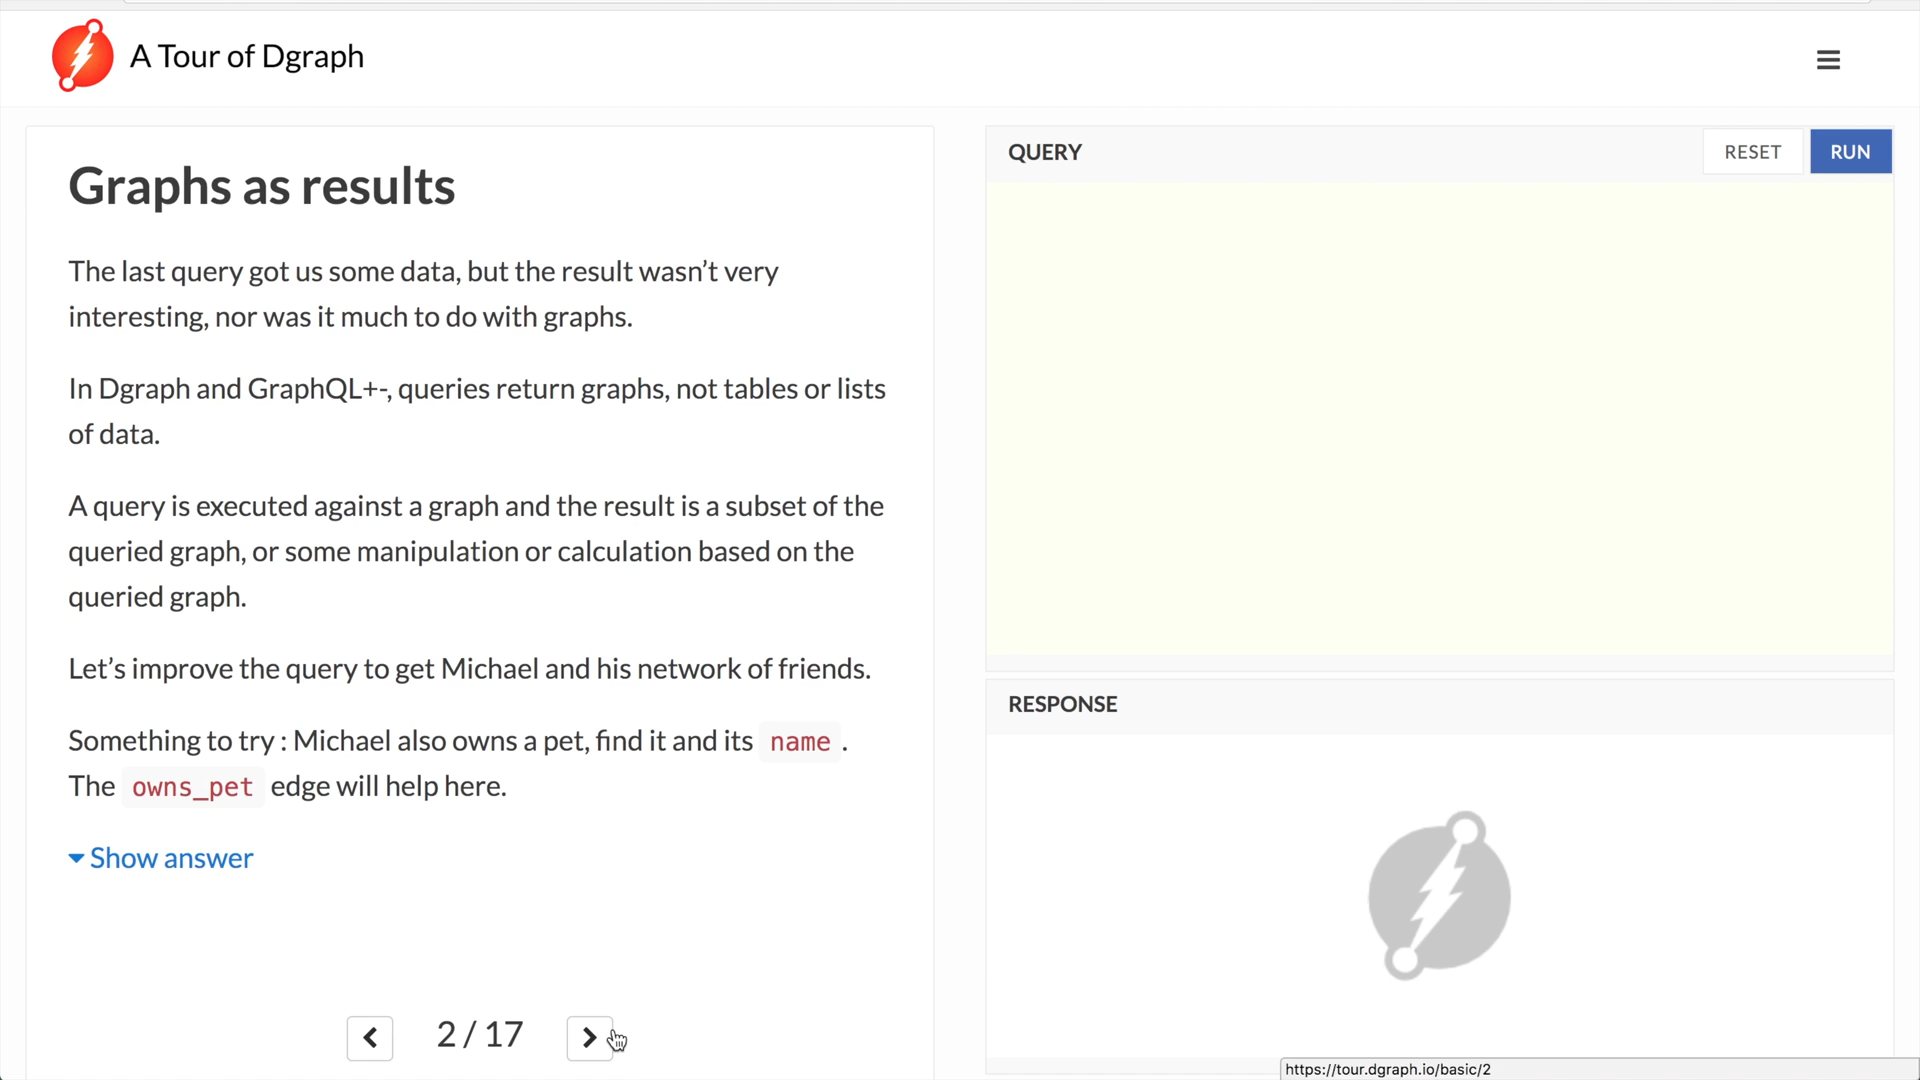 A Tour of Dgraph
Graphs as results
The last query got us some data, but the result wasn’t very
interesting, nor was it much to do with graphs.
In Dgraph and GraphQL+-, queries return graphs, not tables or lists
of data.
A query is executed against a graph and the result is a subset of the
queried graph, or some manipulation or calculation based on the
queried graph.
Let’s improve the query to get Michael and his network of friends.
Something to try : Michael also owns a pet, find it and its name .
The owns_pet edge will help here.
Show answer
2 / 17
QUERY
RESET
RUN
RESPONSE
https://tour.dgraph.io/basic/2